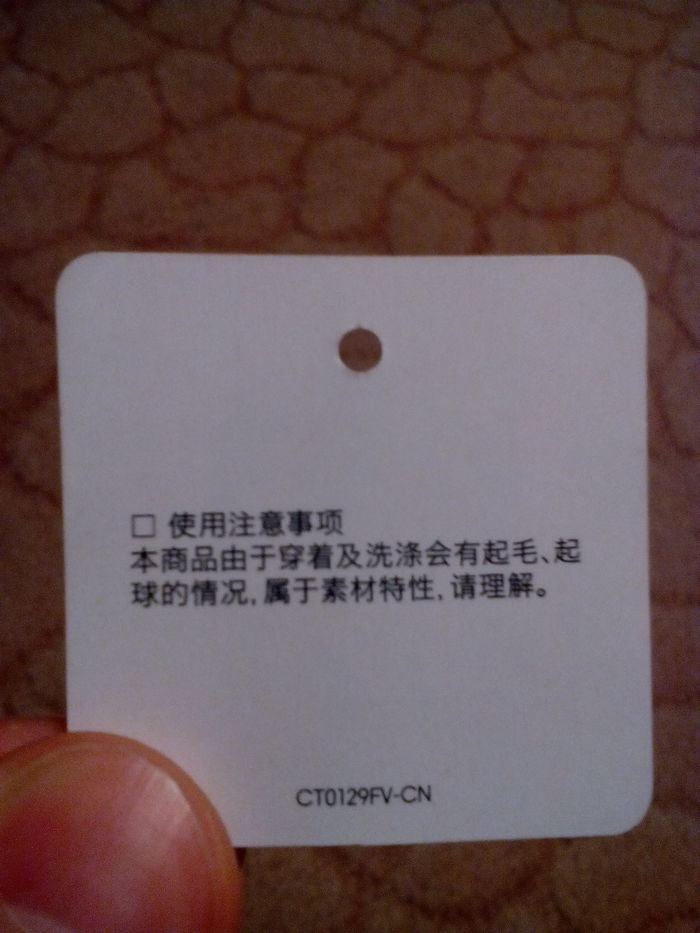 □ 使用注意事项
本商品由于穿着及洗涤会有起毛、起
球的情况,属于素材特性,请理解。
CT0129FV-CN